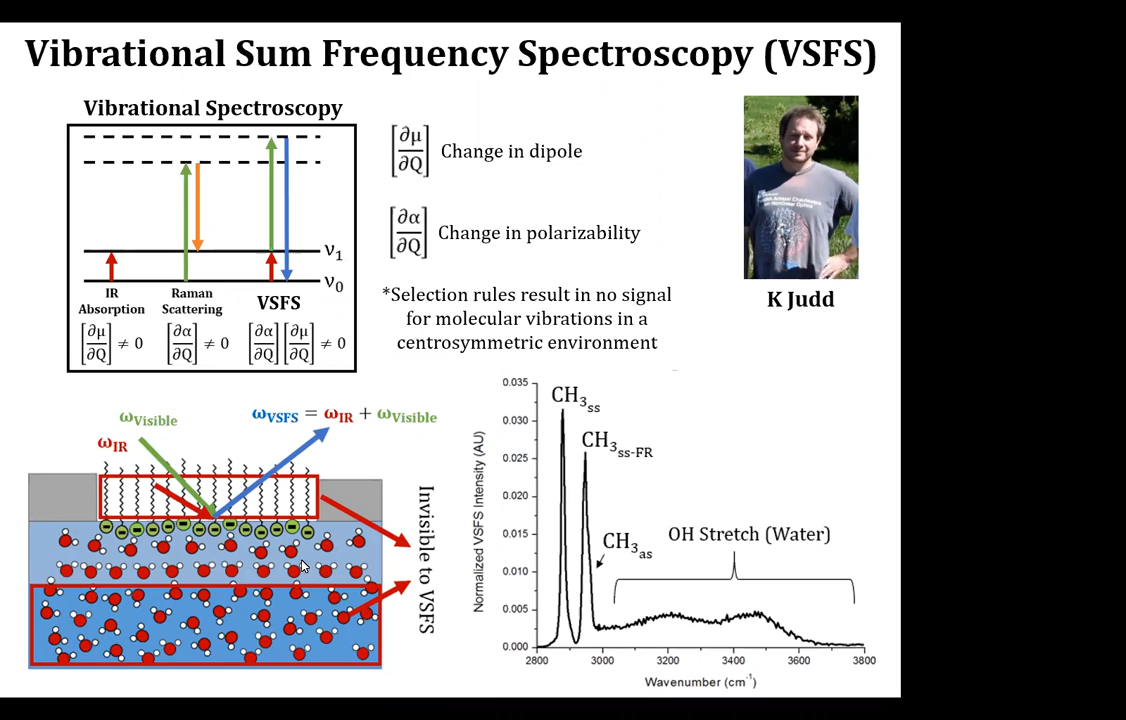 Vibrational Sum Frequency Spectroscopy (VSFS)
Vibrational Spectroscopy
ν1
ν0
IR Absorption
Raman Scattering
VSFS
[∂μ/∂Q] ≠ 0
[∂α/∂Q] ≠ 0
[∂α/∂Q] [∂μ/∂Q] ≠ 0
[∂μ/∂Q] Change in dipole
[∂α/∂Q] Change in polarizability
*Selection rules result in no signal
for molecular vibrations in a
centrosymmetric environment
K Judd
ωVisible
ωIR
ωVSFS = ωIR + ωVisible
Invisible to VSFS
Normalized VSFS Intensity (AU)
0.035
0.030
0.025
0.020
0.015
0.010
0.005
0.000
CH3ss
CH3ss-FR
CH3as
OH Stretch (Water)
2800 3000 3200 3400 3600 3800
Wavenumber (cm-1)